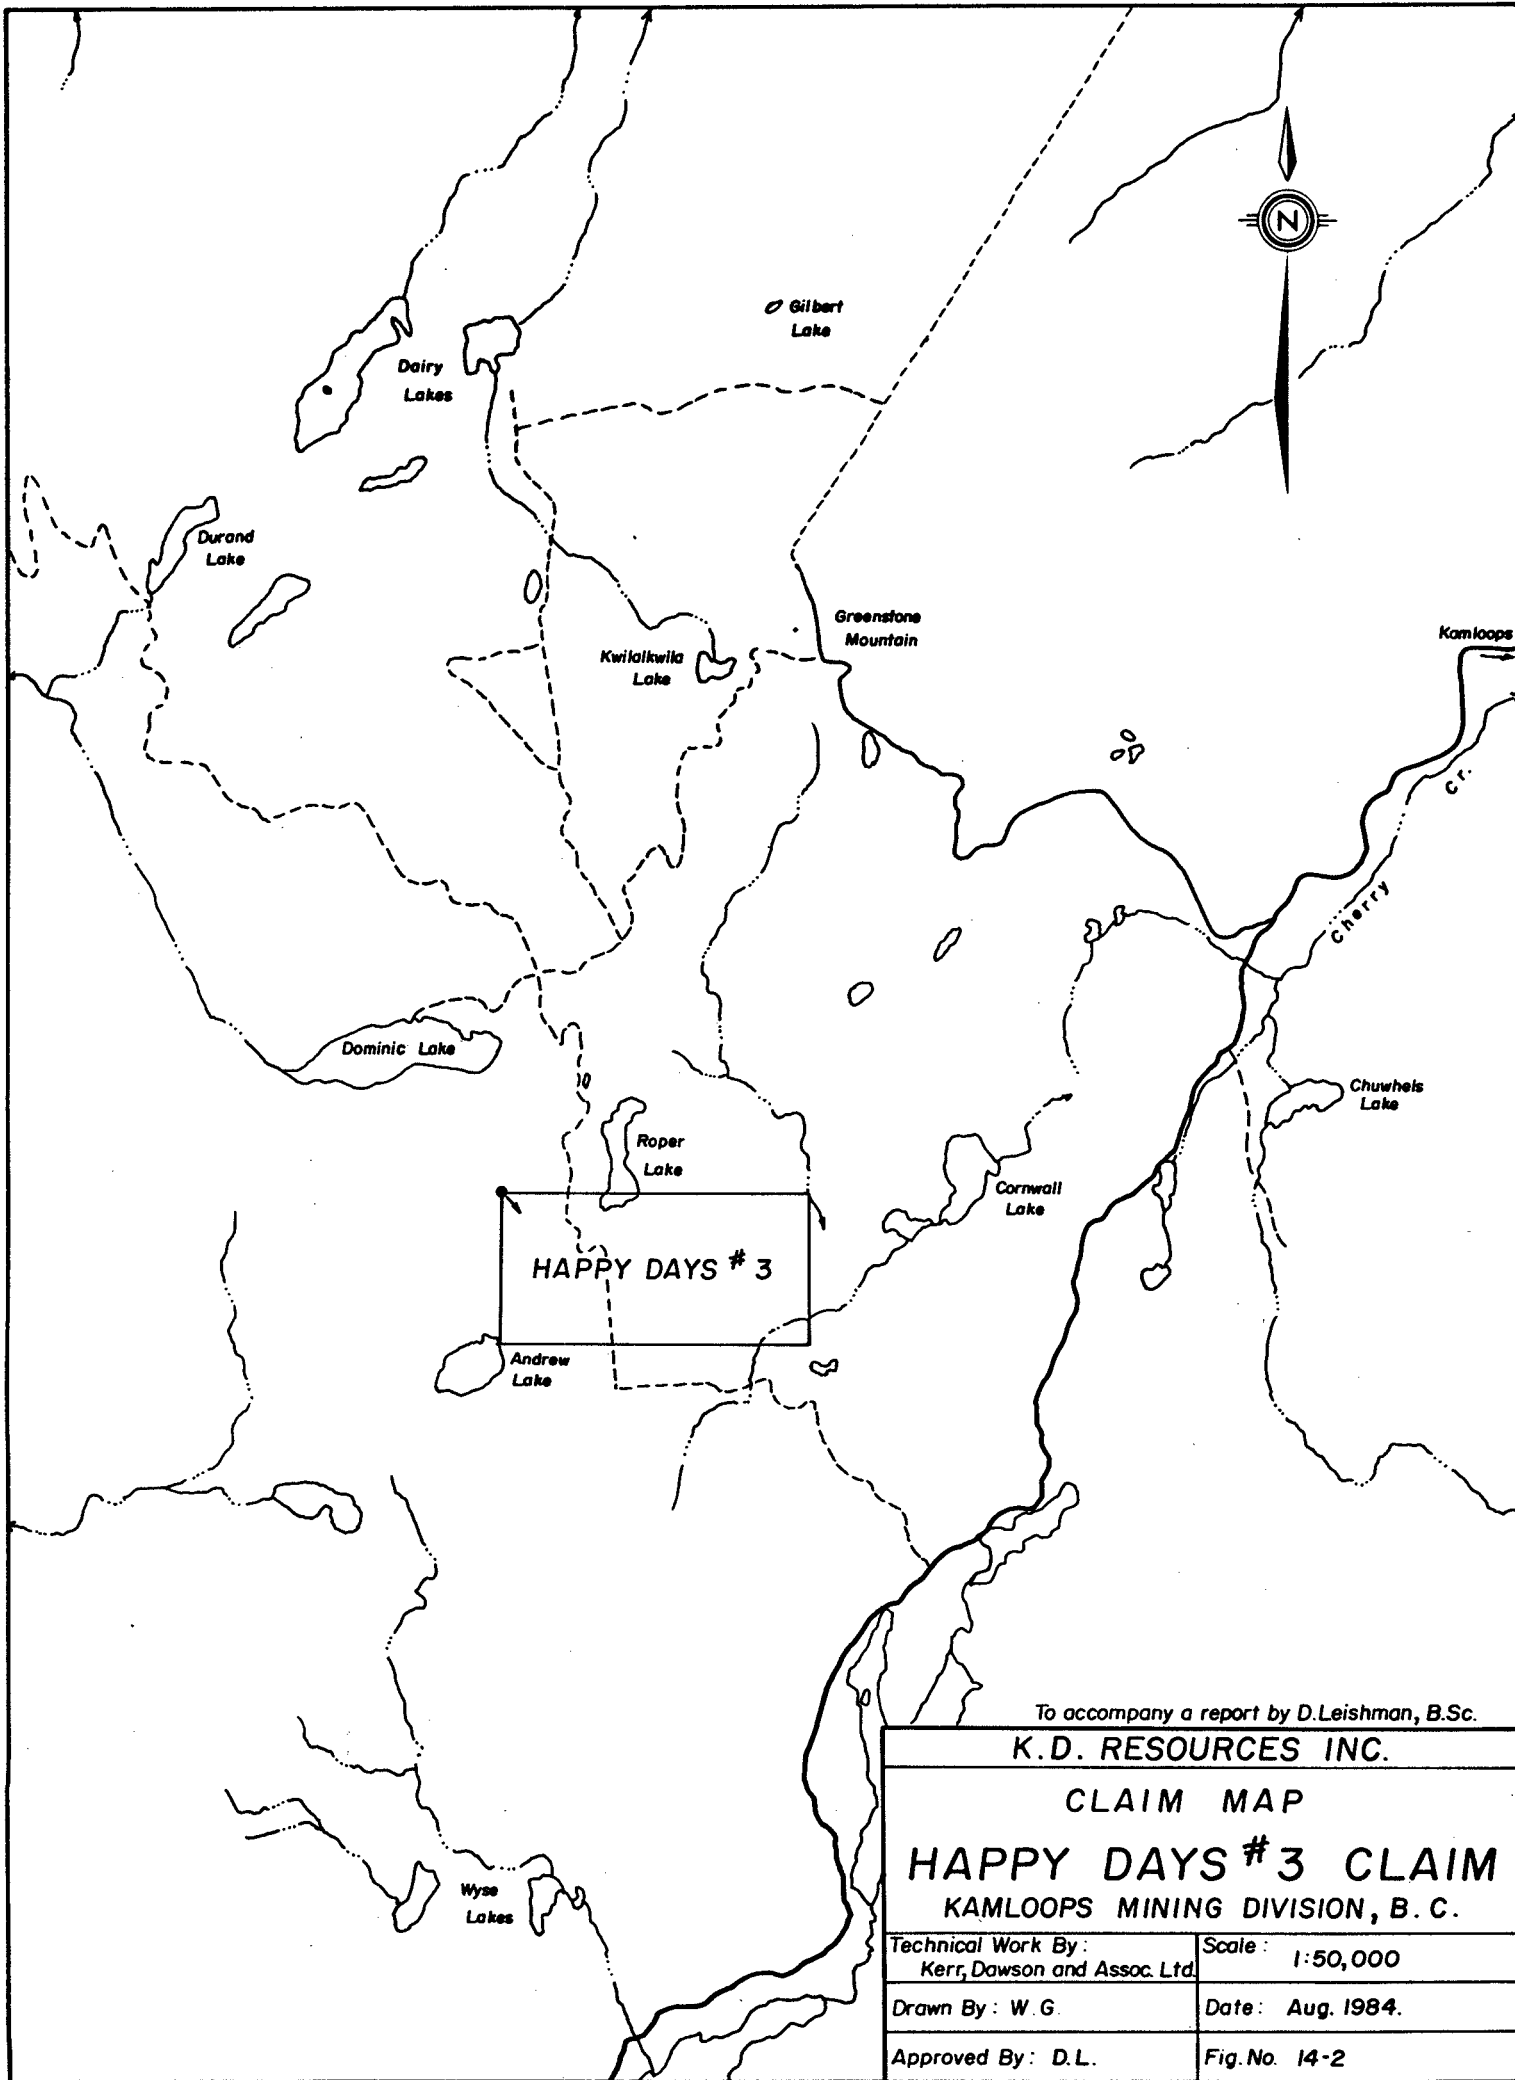 N
Gilbert
Lake
Dairy
Lakes
Durand
Lake
Greenstone
Mountain
Kamloops
Kwilalkwila
Lake
Cherry Cr.
Dominic Lake
Chuwhels
Lake
Roper
Lake
Cornwall
Lake
HAPPY DAYS #3
Andrew
Lake
Wyse
Lakes
To accompany a report by D.Leishman, B.Sc.
K.D. RESOURCES INC.
CLAIM MAP
HAPPY DAYS #3 CLAIM
KAMLOOPS MINING DIVISION, B.C.
Technical Work By:
Kerr, Dawson and Assoc. Ltd.
Scale: 1:50,000
Drawn By: W.G.
Date: Aug. 1984.
Approved By: D.L.
Fig. No. 14-2